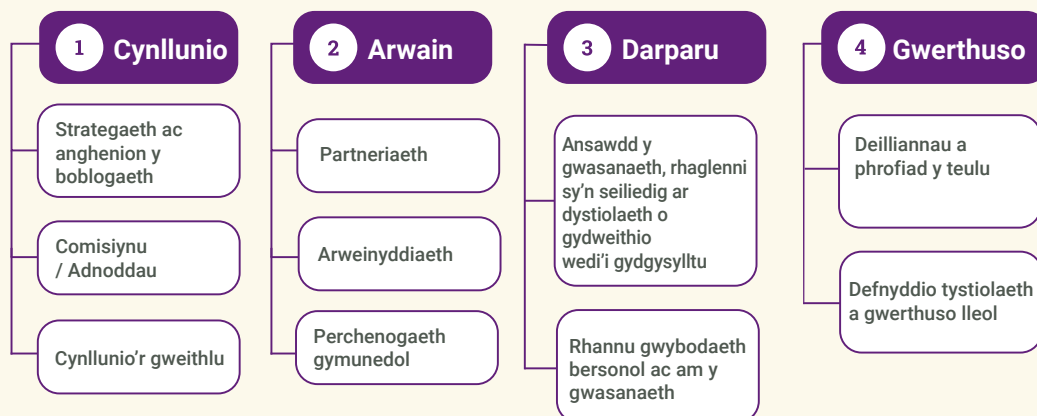 1 Cynllunio
Strategaeth ac
anghenion y
boblogaeth
Comisiynu
/ Adnoddau
Cynllunio'r gweithlu
2 Arwain
Partneriaeth
Arweinyddiaeth
Perchenogaeth
gymunedol
3 Darparu
Ansawdd y
gwasanaeth, rhaglenni
sy'n seiliedig ar
dystiolaeth o
gydweithio
wedi'i gydgysylltu
Rhannu gwybodaeth
bersonol ac am y
gwasanaeth
4 Gwerthuso
Deilliannau a
phrofiad y teulu
Defnyddio tystiolaeth
a gwerthuso lleol